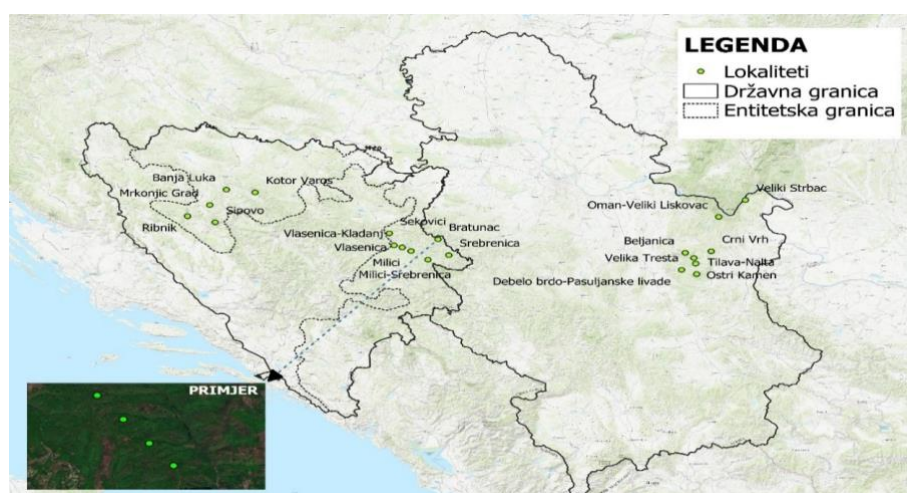 LEGENDA
Lokaliteti
Državna granica
Entitetska granica
Banja Luka
Kotor Varos
Mrkonjic Grad
Sipovo
Ribnik
Sekovici
Vlasenica-Kladanj
Bratunac
Vlasenica
Srebrenica
Milici
Milici-Srebrenica
Veliki Strbac
Oman-Veliki Liskovac
Beljanica
Crni Vrh
Velika Tresta
Tilava-Nalta
Debelo brdo-Pasuljanske livade
Ostri Kamen
PRIMJER